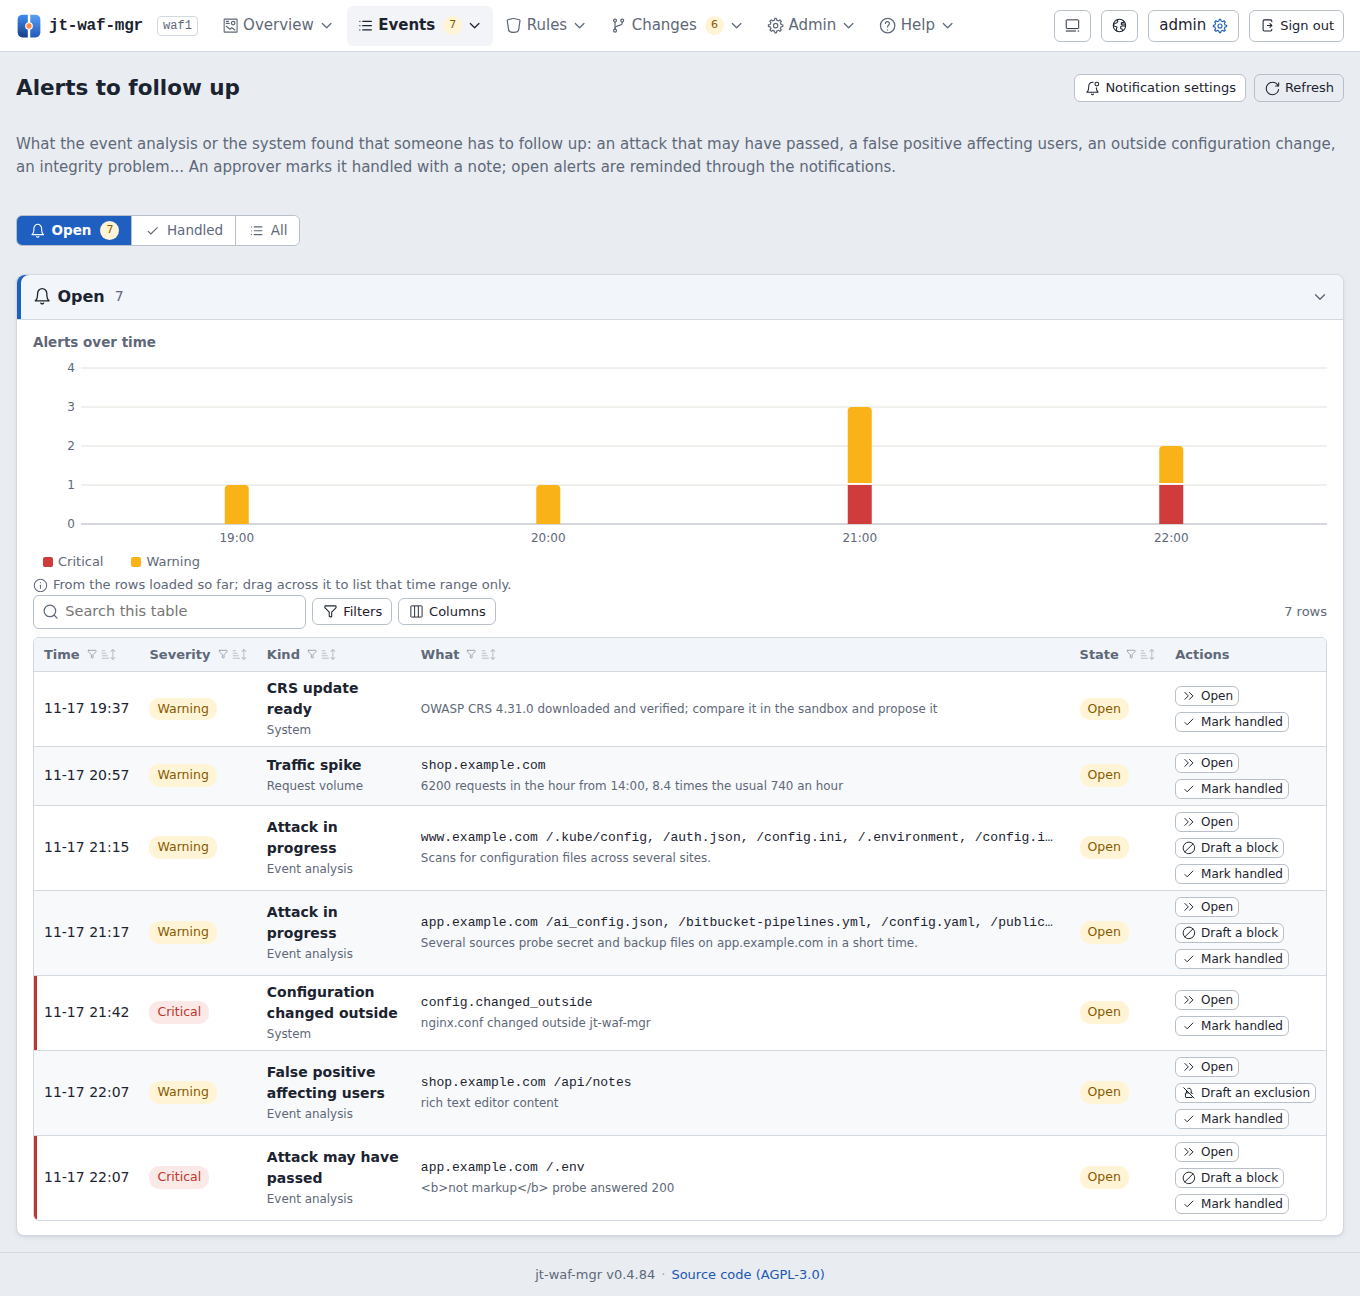 jt-waf-mgr waf1 Overview Events 7 Rules Changes 6 Admin Help admin Sign out
Alerts to follow up
Notification settings Refresh
What the event analysis or the system found that someone has to follow up: an attack that may have passed, a false positive affecting users, an outside configuration change,
an integrity problem... An approver marks it handled with a note; open alerts are reminded through the notifications.
Open 7 Handled All
Open 7
Alerts over time
4
3
2
1
0
19:00 20:00 21:00 22:00
Critical Warning
From the rows loaded so far; drag across it to list that time range only.
Search this table Filters Columns 7 rows
Time Severity Kind What State Actions
11-17 19:37 Warning CRS update ready System OWASP CRS 4.31.0 downloaded and verified; compare it in the sandbox and propose it Open Open Mark handled
11-17 20:57 Warning Traffic spike Request volume shop.example.com 6200 requests in the hour from 14:00, 8.4 times the usual 740 an hour Open Open Mark handled
11-17 21:15 Warning Attack in progress Event analysis www.example.com /.kube/config, /auth.json, /config.ini, /.environment, /config.i… Scans for configuration files across several sites. Open Open Draft a block Mark handled
11-17 21:17 Warning Attack in progress Event analysis app.example.com /ai_config.json, /bitbucket-pipelines.yml, /config.yaml, /public… Several sources probe secret and backup files on app.example.com in a short time. Open Open Draft a block Mark handled
11-17 21:42 Critical Configuration changed outside System config.changed_outside nginx.conf changed outside jt-waf-mgr Open Open Mark handled
11-17 22:07 Warning False positive affecting users Event analysis shop.example.com /api/notes rich text editor content Open Open Draft an exclusion Mark handled
11-17 22:07 Critical Attack may have passed Event analysis app.example.com /.env <b>not markup</b> probe answered 200 Open Open Draft a block Mark handled
jt-waf-mgr v0.4.84 · Source code (AGPL-3.0)